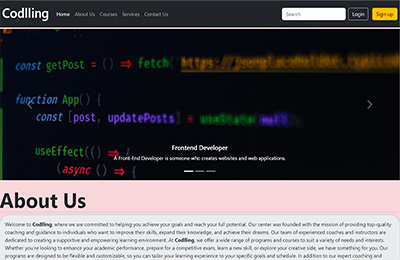 Codlling Home About Us Courses Services Contact Us Search Login Sign-up
const getPost = () => fetch(
function App() {
const [post, updatePosts] = useState
useEffect(() => {
(async () =>
Frontend Developer
A Front-End Developer is someone who creates websites and web applications.
About Us
Welcome to Codlling, where we are committed to helping you achieve your goals and reach your full potential. Our center was founded with the mission of providing top-quality
coaching and guidance to individuals who want to improve their skills, expand their knowledge, and achieve their dreams. Our team of experienced coaches and instructors are
dedicated to creating a supportive and empowering learning environment. At Codlling, we offer a wide range of programs and courses to suit a variety of needs and interests.
Whether you're looking to enhance your academic performance, prepare for a competitive exam, learn a new skill, or explore your creative side, we have something for you. Our
programs are designed to be flexible and customizable, so you can tailor your learning experience to your specific goals and schedule. In addition to our expert coaching and